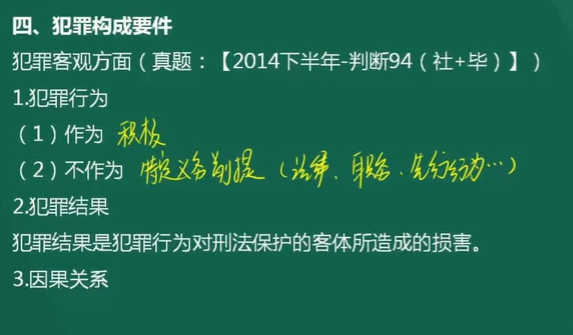 四、犯罪构成要件
犯罪客观方面（真题：【2014下半年-判断94（社+毕）】）
1.犯罪行为
（1）作为 积极
（2）不作为 特定义务前提（法律、职务、先行行为…）
2.犯罪结果
犯罪结果是犯罪行为对刑法保护的客体所造成的损害。
3.因果关系